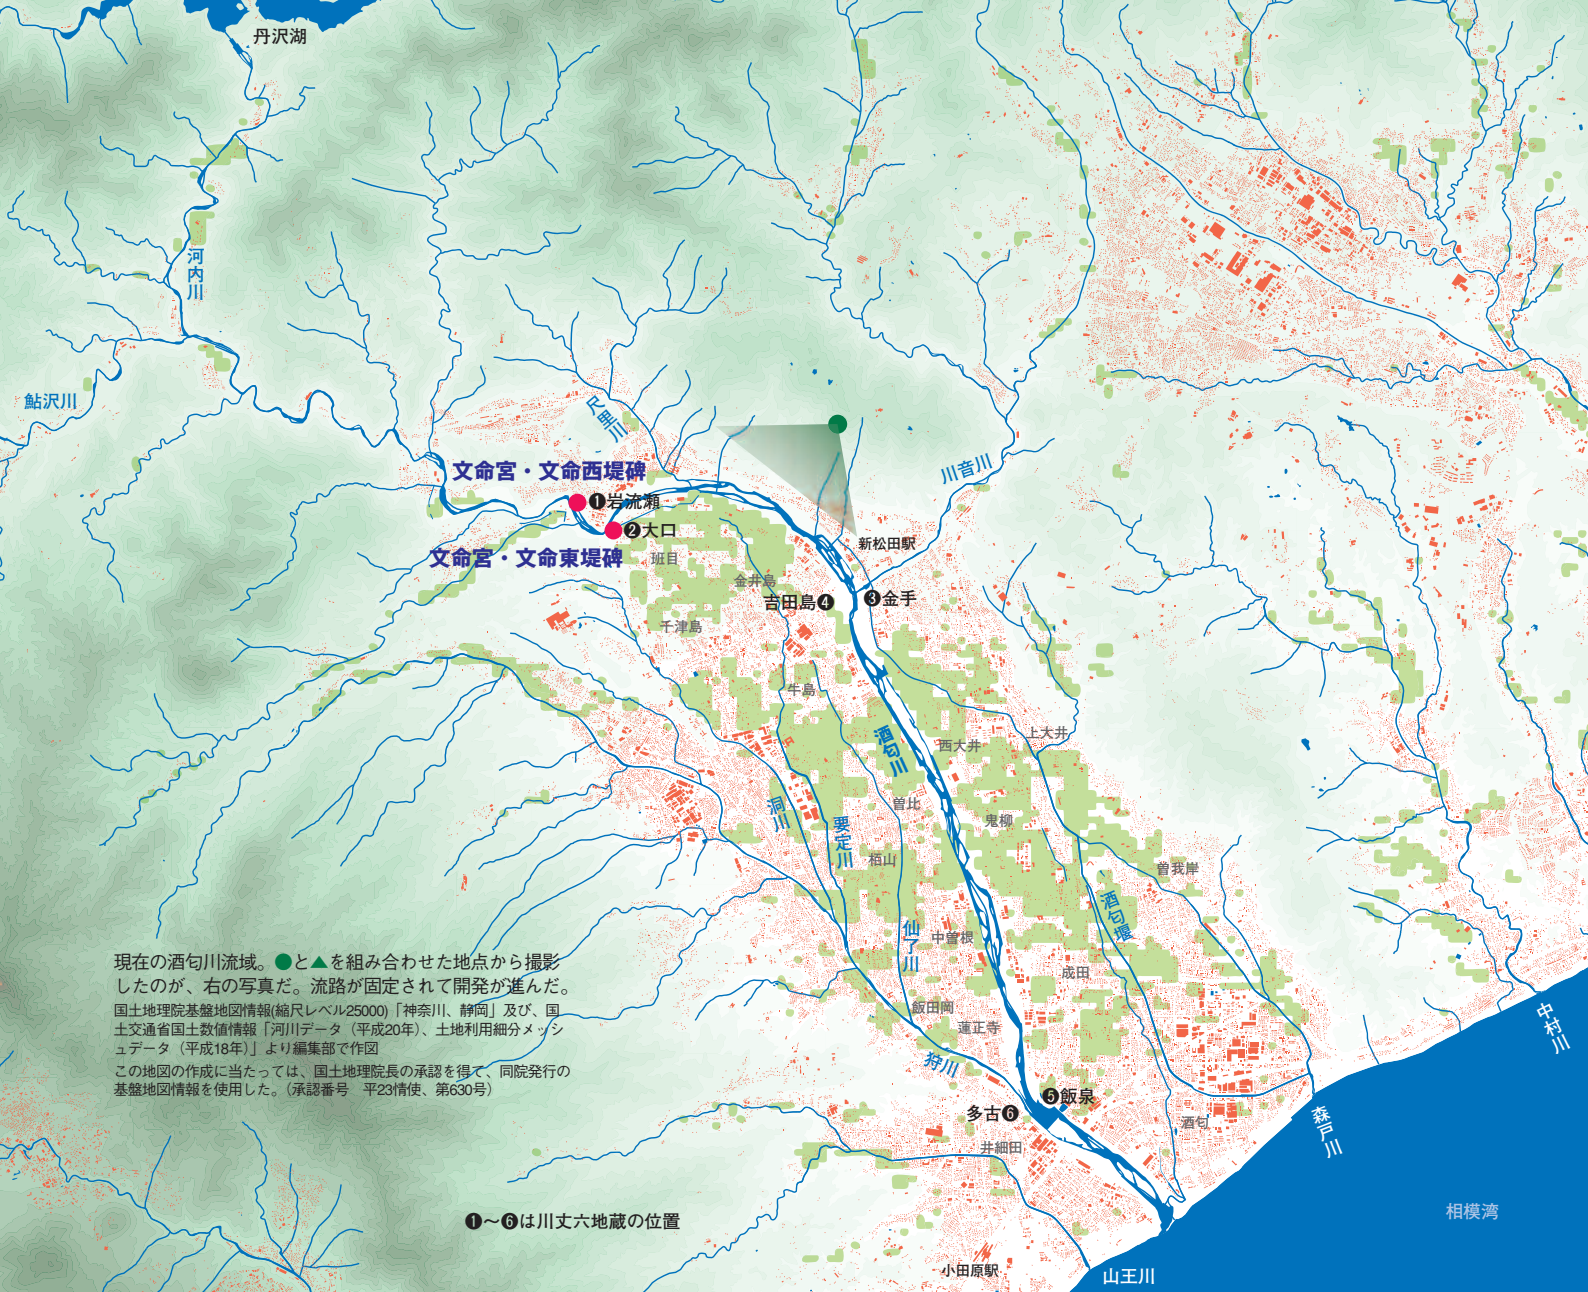 丹沢湖
河内川
鮎沢川
尺里川
川音川
文命宮・文命西堤碑
❶岩流瀬
❷大口
文命宮・文命東堤碑
班目
新松田駅
金井島
吉田島❹
❸金手
千津島
牛島
酒匂川
西大井
上大井
洞川
要定川
曽比
鬼柳
栢山
曽我岸
酒匂堰
仙了川
中曽根
成田
現在の酒匂川流域。●と▲を組み合わせた地点から撮影
したのが、右の写真だ。流路が固定されて開発が進んだ。
国土地理院基盤地図情報(縮尺レベル25000)「神奈川、静岡」及び、国
土交通省国土数値情報「河川データ（平成20年）、土地利用細分メッシ
ュデータ（平成18年）」より編集部で作図
この地図の作成に当たっては、国土地理院長の承認を得て、同院発行の
基盤地図情報を使用した。（承認番号　平23情使、第630号）
飯田岡
蓮正寺
狩川
中村川
❺飯泉
多古❻
酒匂
森戸川
井細田
❶〜❻は川丈六地蔵の位置
相模湾
小田原駅
山王川